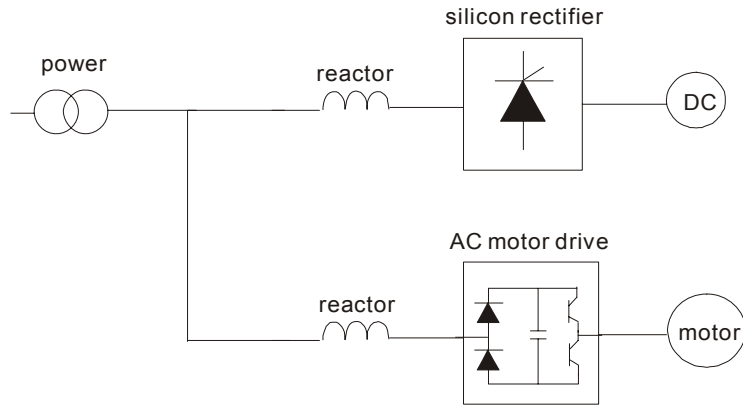 silicon rectifier
power
reactor
DC
AC motor drive
reactor
motor